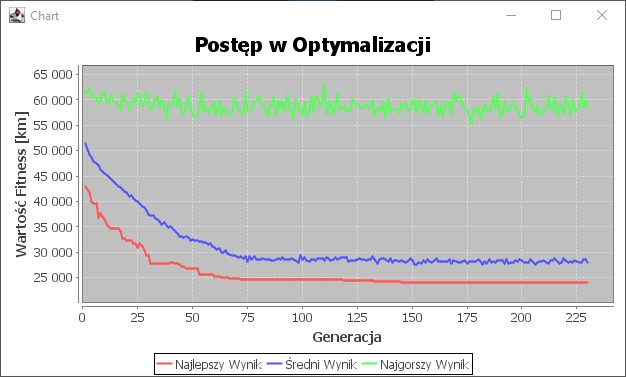 Chart
Postęp w Optymalizacji
65 000
60 000
55 000
50 000
45 000
40 000
35 000
30 000
25 000
Wartość Fitness [km]
0 25 50 75 100 125 150 175 200 225
Generacja
Najlepszy Wynik Średni Wynik Najgorszy Wynik